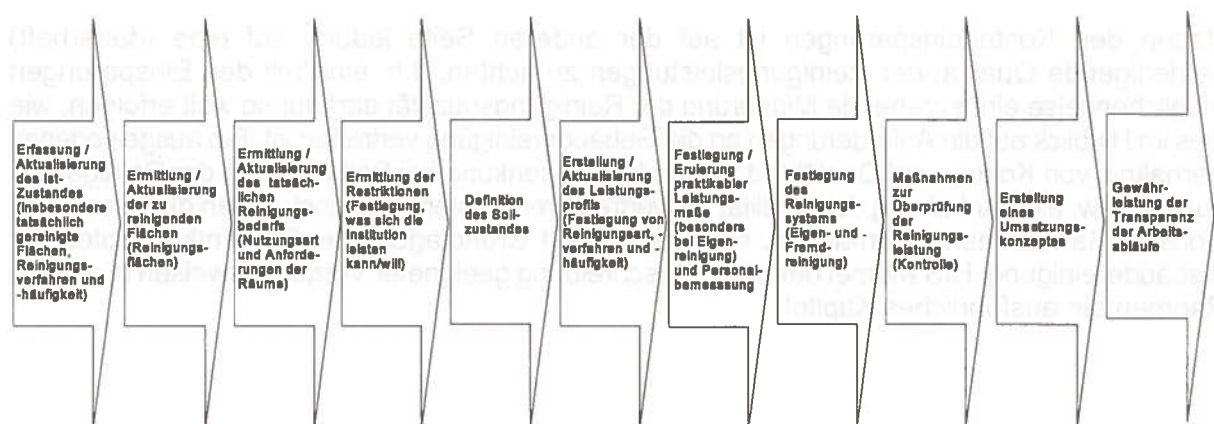 Erfassung /
Aktualisierung
des Ist-
Zustandes
(insbesondere
tatsächlich
gereinigte
Flächen,
Reinigungs-
verfahren und
-häufigkeit)
Ermittlung /
Aktualisierung
der zu
reinigenden
Flächen
(Reinigungs-
flächen)
Ermittlung /
Aktualisierung
des tatsäch-
lichen
Reinigungs-
bedarfs
(Nutzungsart
und Anforde-
rungen der
Räume)
Ermittlung der
Restriktionen
(Festlegung,
was sich die
Institution
leisten
kann/will)
Definition
des Soll-
zustandes
Erstellung /
Aktualisierung
des Leistungs-
profils
(Festlegung v.
Reinigungsart, -
verfahren und -
häufigkeit)
Festlegung /
Eruierung
praktikabler
Leistungs-
maße
(besonders
bei Eigen-
reinigung)
und Personal-
bemessung
Festlegung
des
Reinigungs-
systems
(Eigen- und
Fremd-
reinigung)
Maßnahmen
zur
Überprüfung
der
Reinigungs-
leistung
(Kontrolle)
Erstellung
eines
Umsetzungs-
konzeptes
Gewähr-
leistung der
Transparenz
der Arbeits-
abläufe